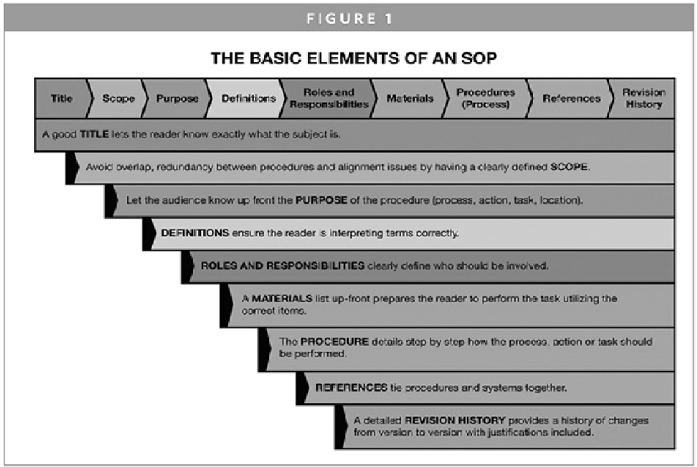 FIGURE 1
THE BASIC ELEMENTS OF AN SOP
Title
Scope
Purpose
Definitions
Roles and
Responsibilities
Materials
Procedures
(Process)
References
Revision
History
A good TITLE lets the reader know exactly what the subject is.
Avoid overlap, redundancy between procedures and alignment issues by having a clearly defined SCOPE.
Let the audience know up front the PURPOSE of the procedure (process, action, task, location).
DEFINITIONS ensure the reader is interpreting terms correctly.
ROLES AND RESPONSIBILITIES clearly define who should be involved.
A MATERIALS list up-front prepares the reader to perform the task utilizing the
correct items.
The PROCEDURE details step by step how the process, action or task should
be performed.
REFERENCES tie procedures and systems together.
A detailed REVISION HISTORY provides a history of changes
from version to version with justifications included.